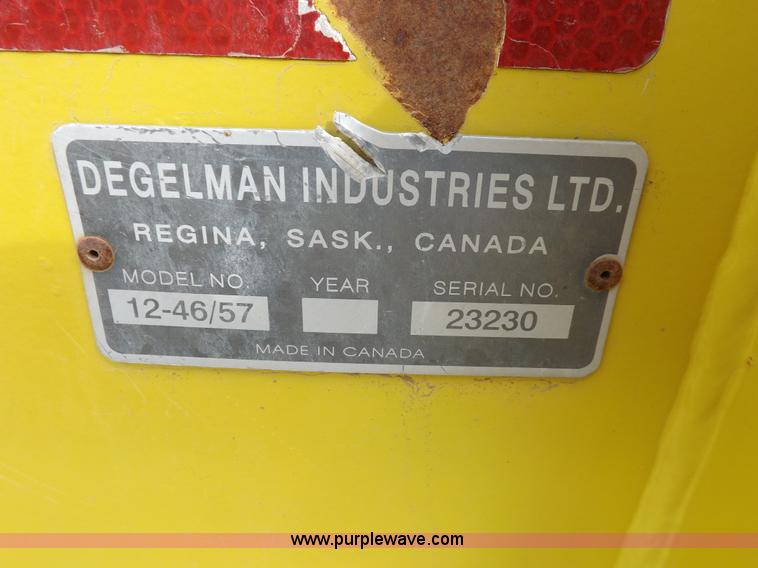 DEGELMAN INDUSTRIES LTD.
REGINA, SASK., CANADA
MODEL NO. YEAR SERIAL NO.
12-46/57 23230
MADE IN CANADA
www.purplewave.com